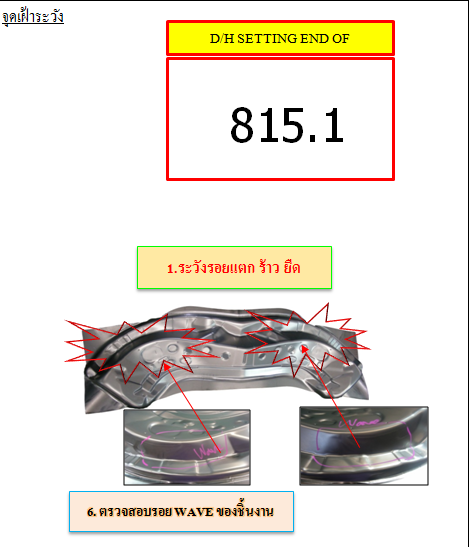 จุดเฝ้าระวัง
D/H SETTING END OF
815.1
1.ระวังรอยแตก ร้าว ยืด
Wave
6. ตรวจสอบรอย WAVE ของชิ้นงาน